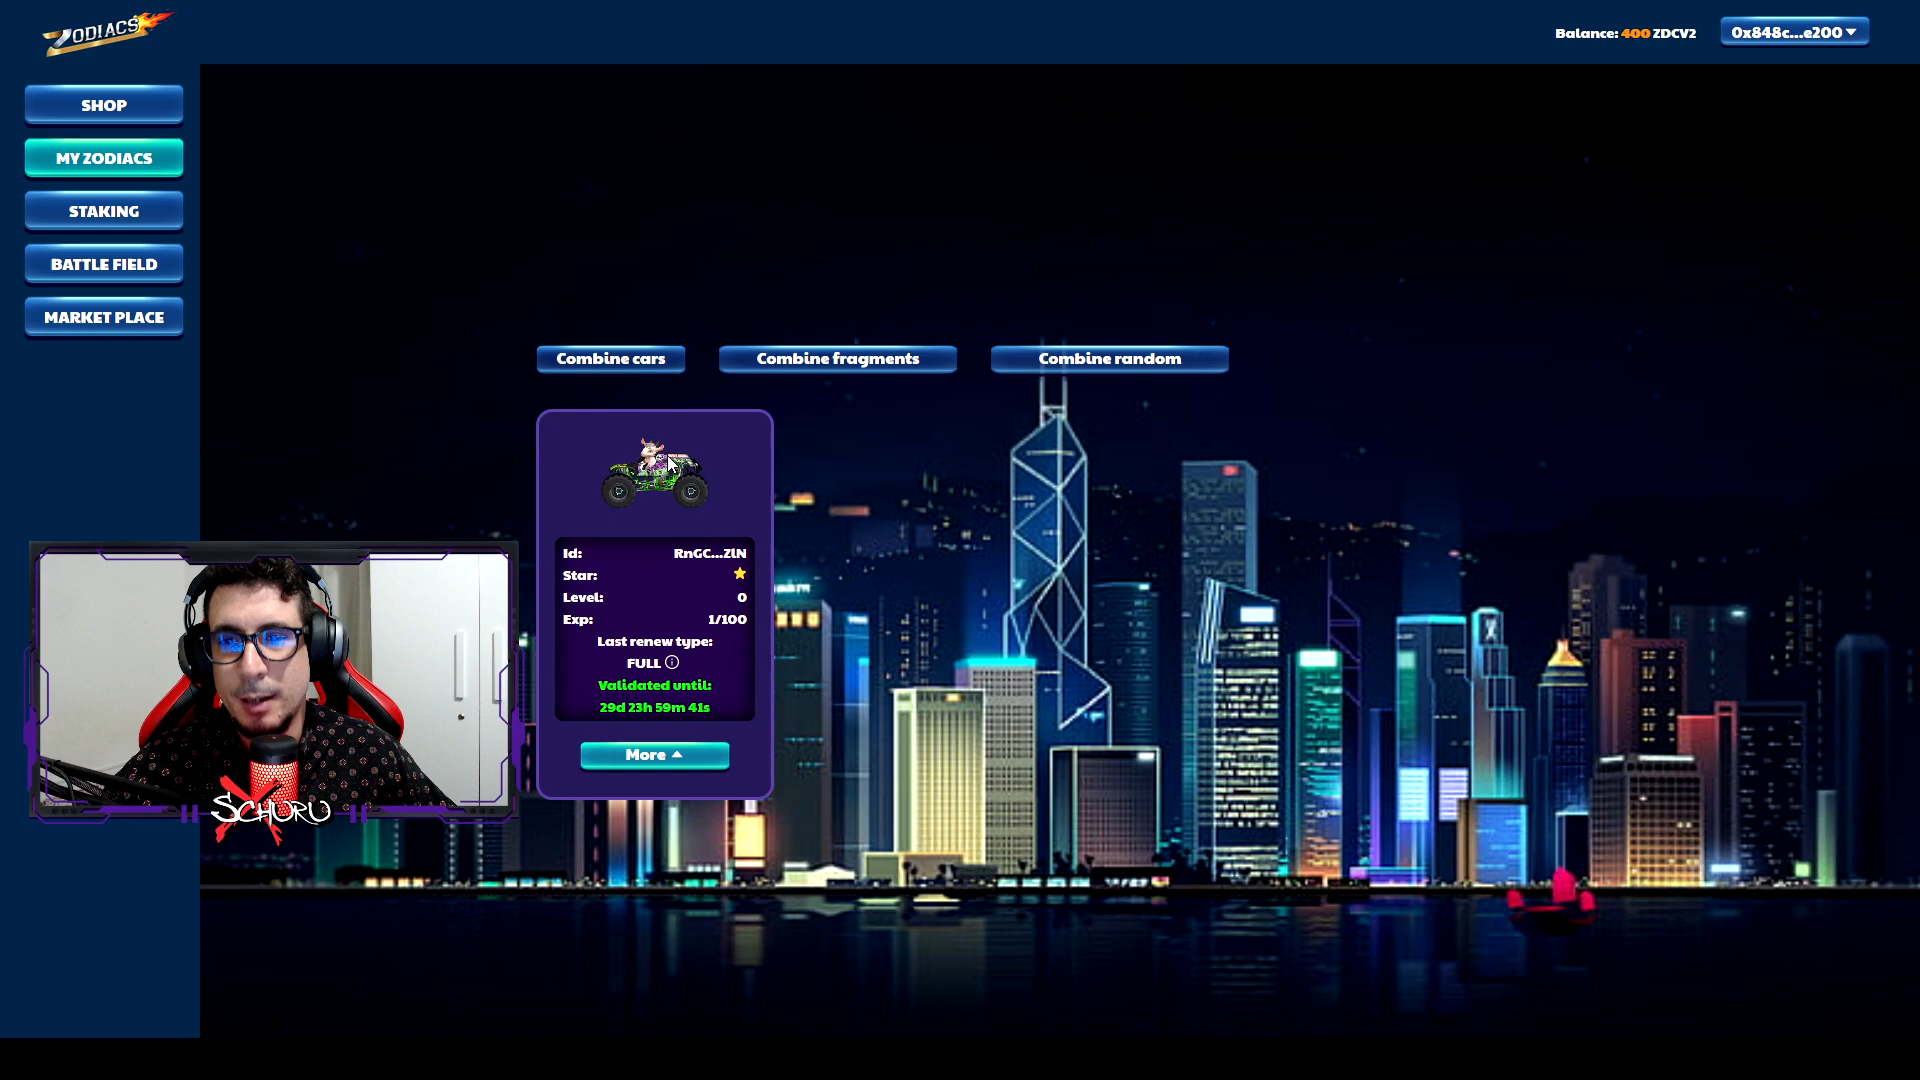 ZODIACS
Balance: 400 ZDCV2
0x848c...e200
SHOP
MY ZODIACS
STAKING
BATTLE FIELD
MARKET PLACE
Combine cars
Combine fragments
Combine random
Id: RnGC...ZlN
Star:
Level: 0
Exp: 1/100
Last renew type:
FULL
Validated until:
29d 23h 59m 41s
More
SCHURU